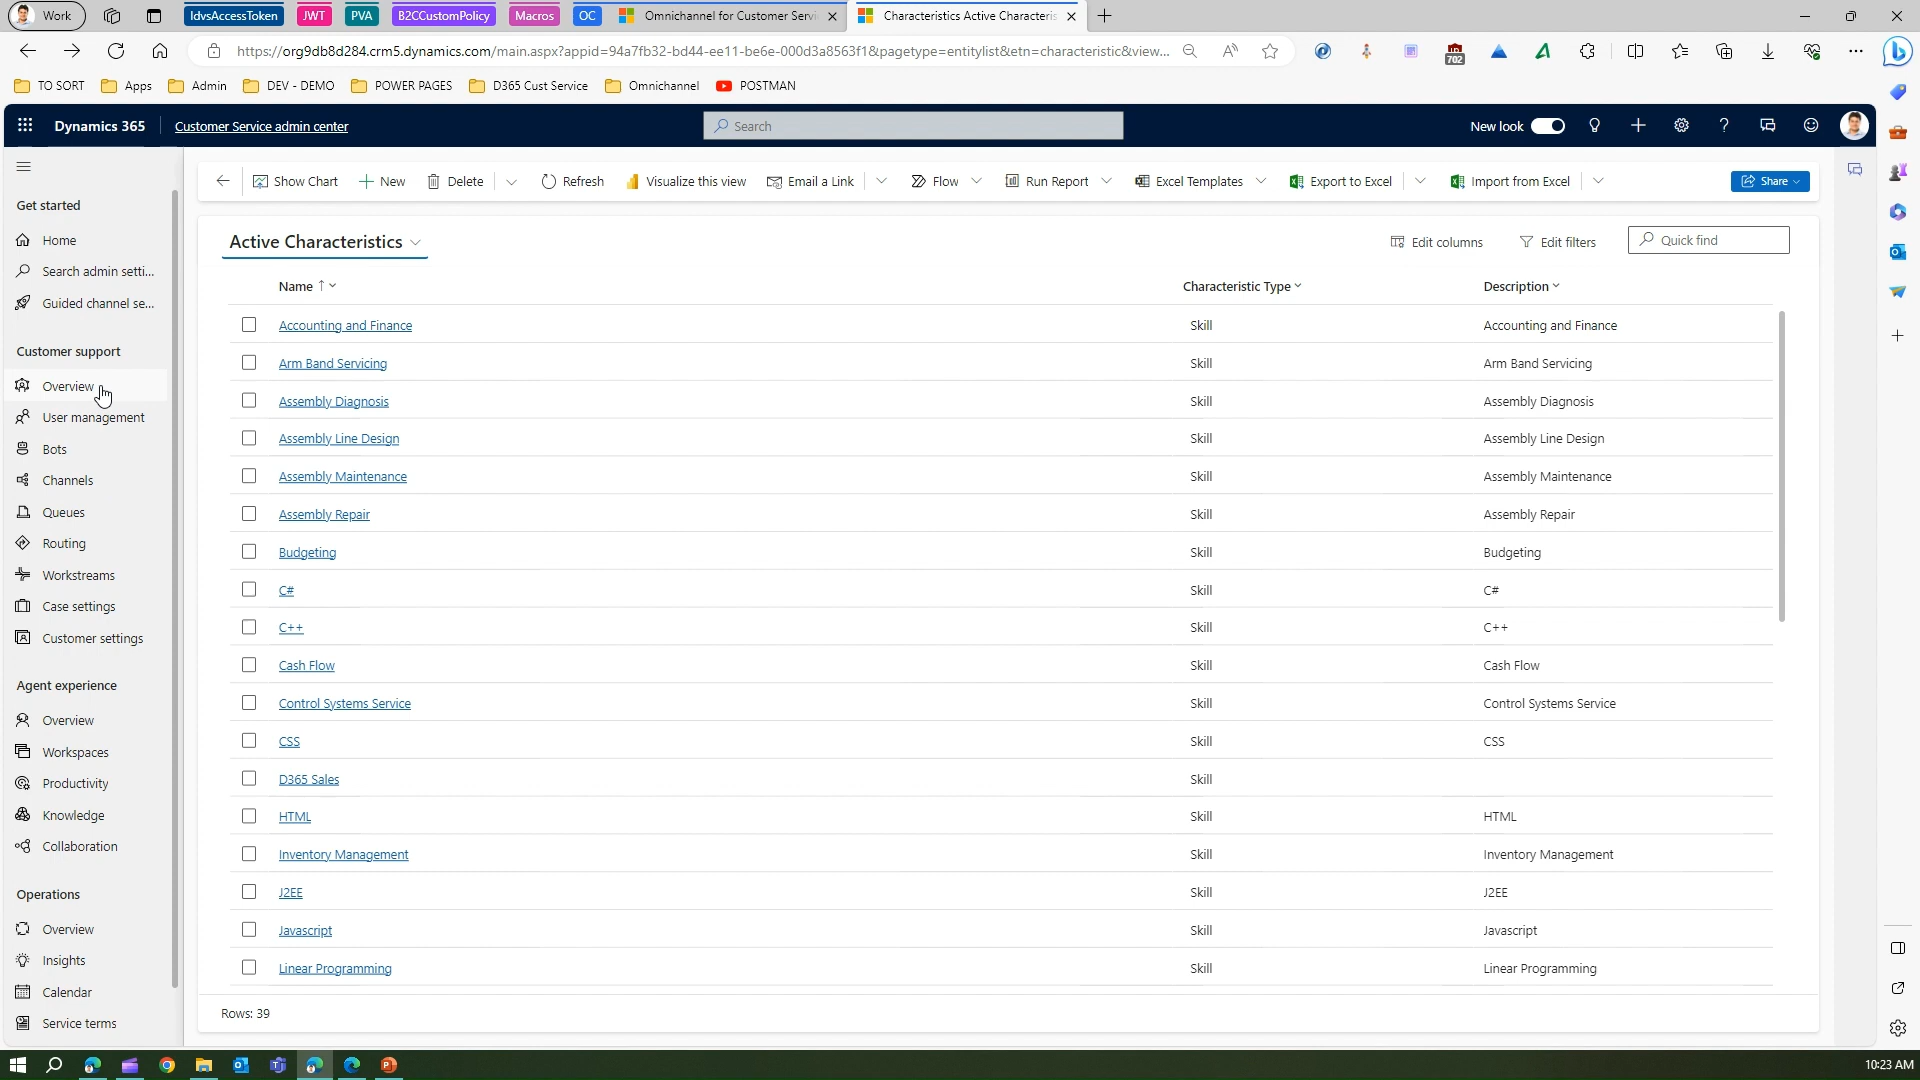 Work
IdvsAccessToken
JWT
PVA
B2CCustomPolicy
Macros
OC
Omnichannel for Customer Servi
Characteristics Active Characteris
https://org9db8d284.crm5.dynamics.com/main.aspx?appid=94a7fb32-bd44-ee11-be6e-000d3a8563f1&pagetype=entitylist&etn=characteristic&view...
702
TO SORT
Apps
Admin
DEV - DEMO
POWER PAGES
D365 Cust Service
Omnichannel
POSTMAN
Dynamics 365
Customer Service admin center
Search
New look
Show Chart
New
Delete
Refresh
Visualize this view
Email a Link
Flow
Run Report
Excel Templates
Export to Excel
Import from Excel
Share
Get started
Home
Search admin setti...
Guided channel se...
Customer support
Overview
User management
Bots
Channels
Queues
Routing
Workstreams
Case settings
Customer settings
Agent experience
Overview
Workspaces
Productivity
Knowledge
Collaboration
Operations
Overview
Insights
Calendar
Service terms
Active Characteristics
Edit columns
Edit filters
Quick find
Name ↑ Characteristic Type Description
Accounting and Finance Skill Accounting and Finance
Arm Band Servicing Skill Arm Band Servicing
Assembly Diagnosis Skill Assembly Diagnosis
Assembly Line Design Skill Assembly Line Design
Assembly Maintenance Skill Assembly Maintenance
Assembly Repair Skill Assembly Repair
Budgeting Skill Budgeting
C# Skill C#
C++ Skill C++
Cash Flow Skill Cash Flow
Control Systems Service Skill Control Systems Service
CSS Skill CSS
D365 Sales Skill
HTML Skill HTML
Inventory Management Skill Inventory Management
J2EE Skill J2EE
Javascript Skill Javascript
Linear Programming Skill Linear Programming
Rows: 39
10:23 AM